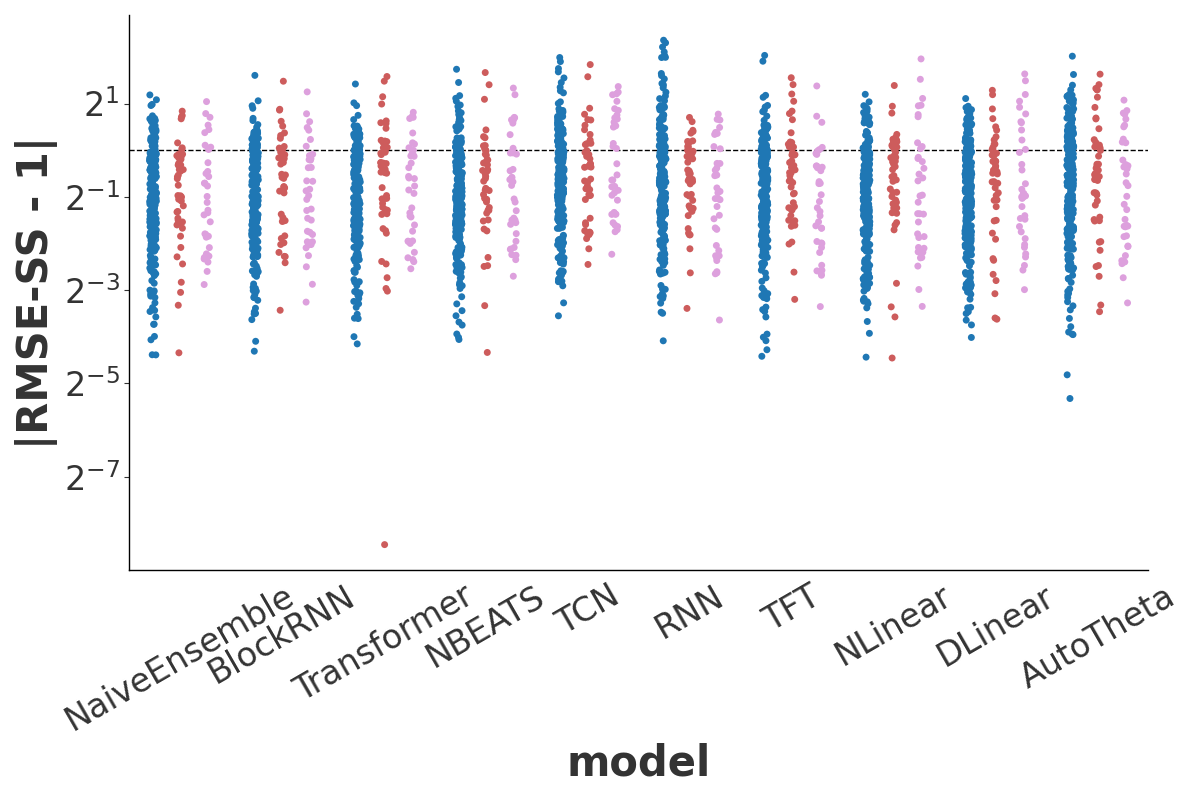 |RMSE-SS - 1|
2^1
2^−1
2^−3
2^−5
2^−7
NaiveEnsemble
BlockRNN
Transformer
NBEATS
TCN
RNN
TFT
NLinear
DLinear
AutoTheta
model